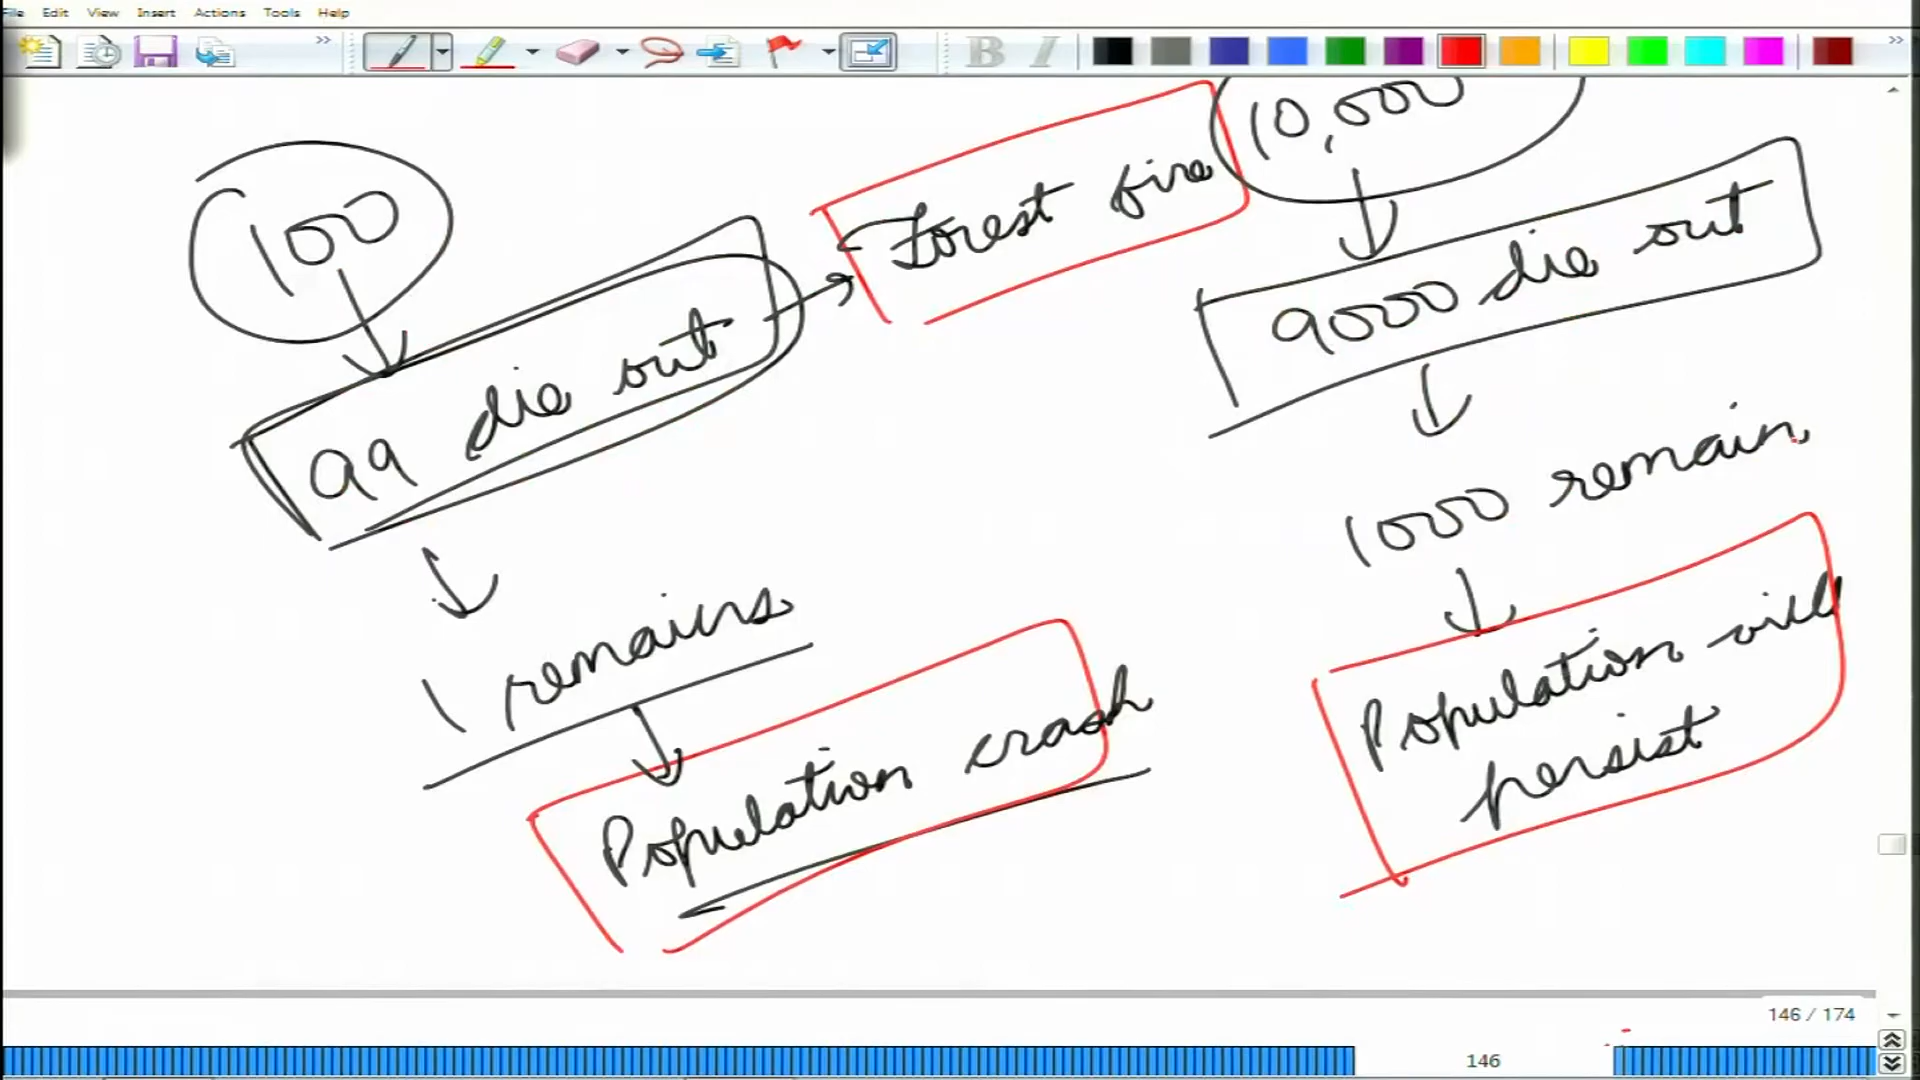 File Edit View Insert Actions Tools Help
B I
100
99 die out
1 remains
Population crash
Forest fire
10,000
9000 die out
1000 remain
Population will
persist
146 / 174
146